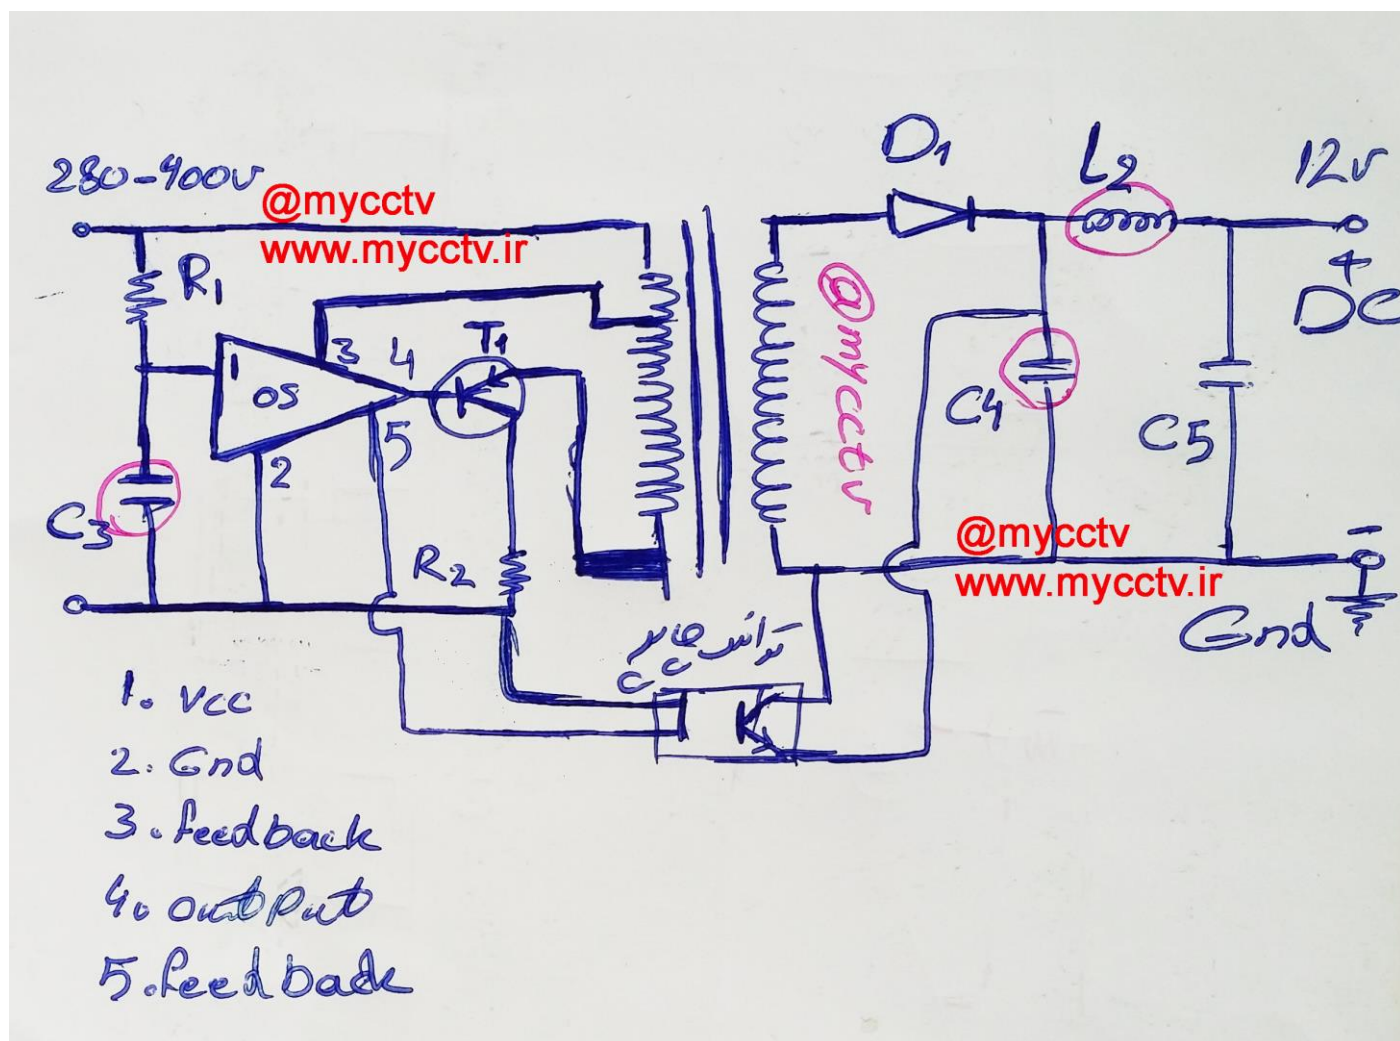 D1
L2
12v
280-400v
@mycctv
www.mycctv.ir
+
DC
R1
@mycctv
3
4
T1
1
OS
5
2
C4
C5
C3
R2
@mycctv
www.mycctv.ir
-
Gnd
1. Vcc
2. Gnd
3. feedback
4. output
5. feedback